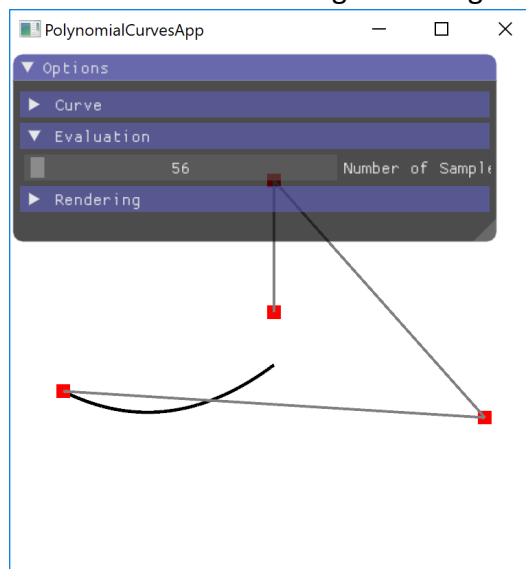 PolynomialCurvesApp
Options
Curve
Evaluation
56 Number of Sample
Rendering